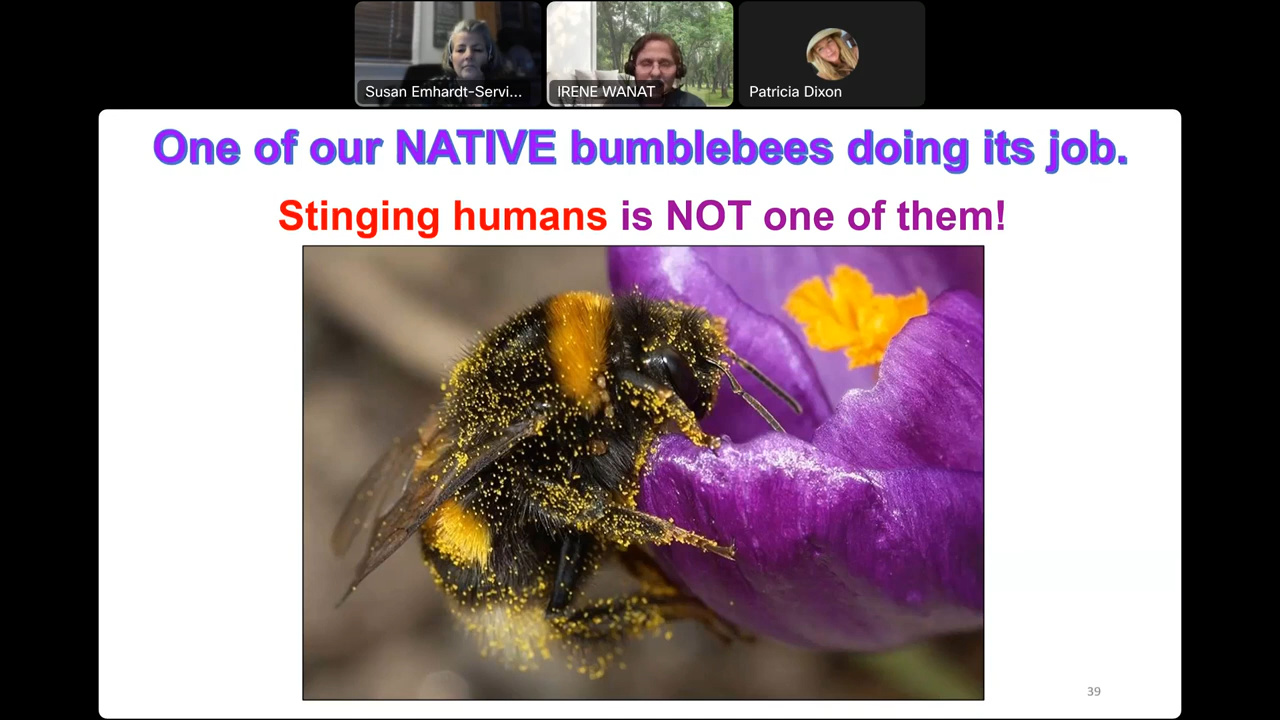 Susan Emhardt-Servi...
IRENE WANAT
Patricia Dixon
One of our NATIVE bumblebees doing its job.
Stinging humans is NOT one of them!
39